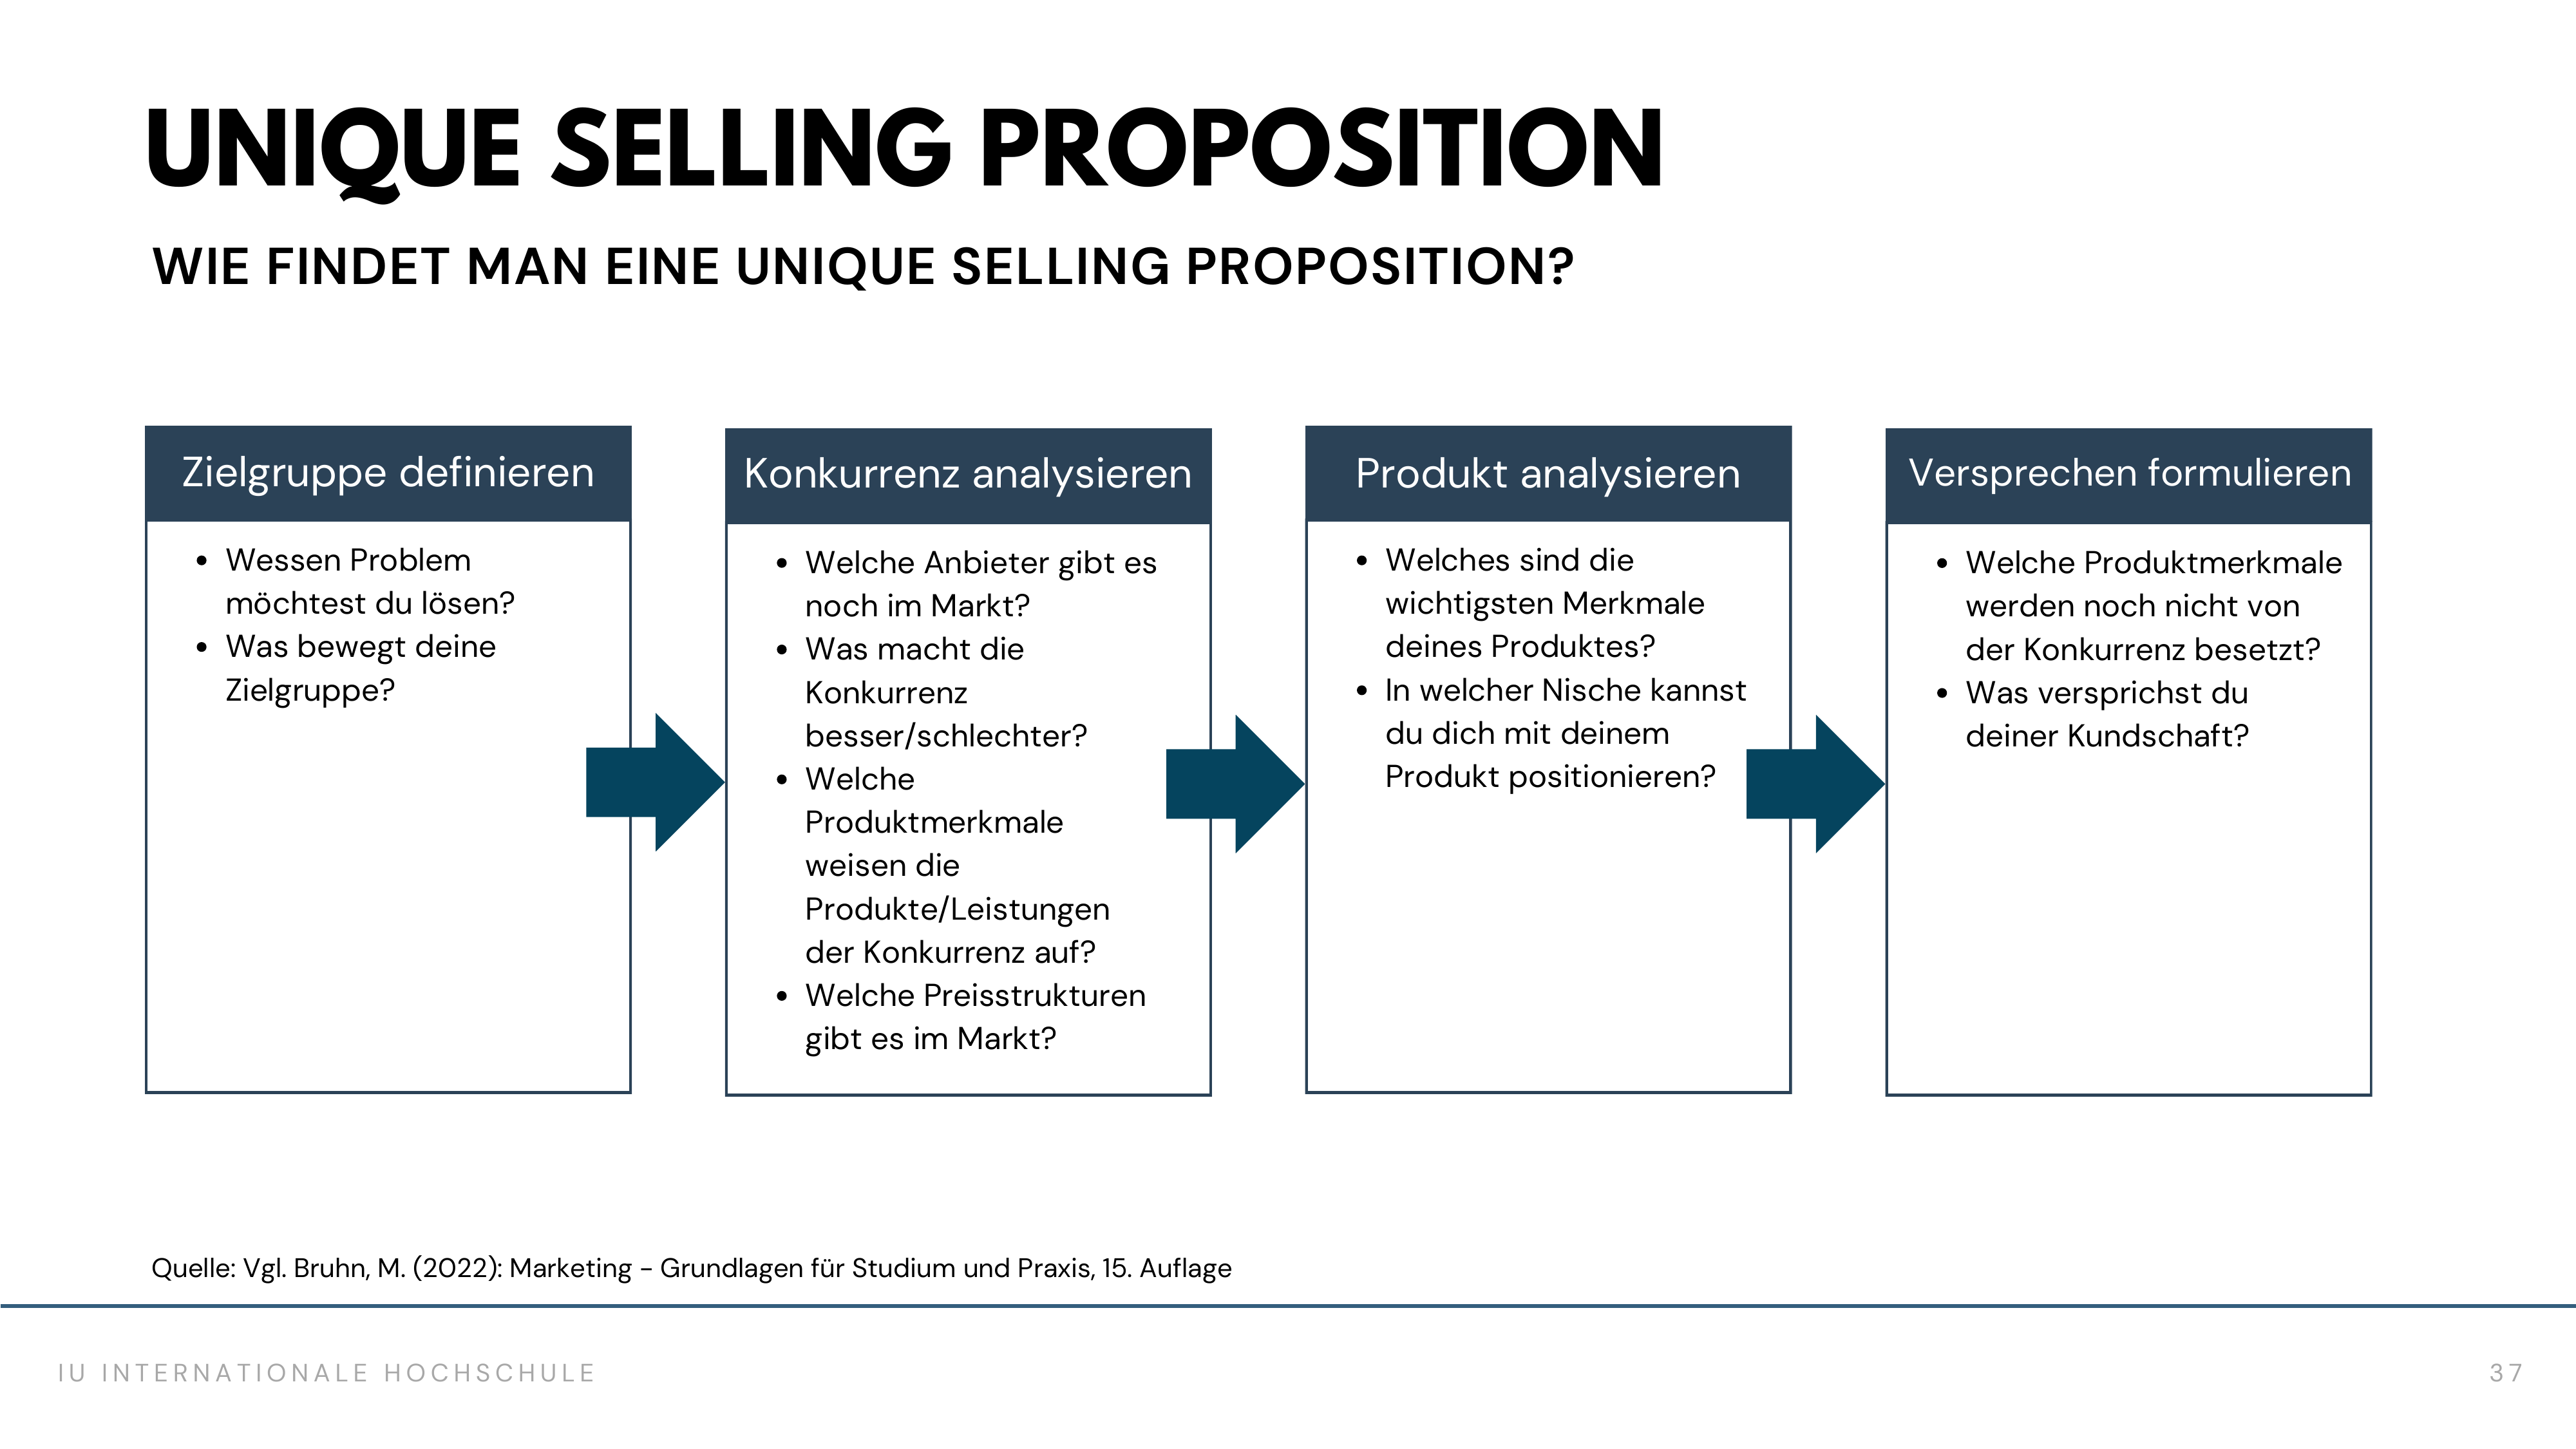 UNIQUE SELLING PROPOSITION
WIE FINDET MAN EINE UNIQUE SELLING PROPOSITION?
Zielgruppe definieren
• Wessen Problem
möchtest du lösen?
• Was bewegt deine
Zielgruppe?
Konkurrenz analysieren
• Welche Anbieter gibt es
noch im Markt?
• Was macht die
Konkurrenz
besser/schlechter?
• Welche
Produktmerkmale
weisen die
Produkte/Leistungen
der Konkurrenz auf?
• Welche Preisstrukturen
gibt es im Markt?
Produkt analysieren
• Welches sind die
wichtigsten Merkmale
deines Produktes?
• In welcher Nische kannst
du dich mit deinem
Produkt positionieren?
Versprechen formulieren
• Welche Produktmerkmale
werden noch nicht von
der Konkurrenz besetzt?
• Was versprichst du
deiner Kundschaft?
Quelle: Vgl. Bruhn, M. (2022): Marketing - Grundlagen für Studium und Praxis, 15. Auflage
IU INTERNATIONALE HOCHSCHULE
37